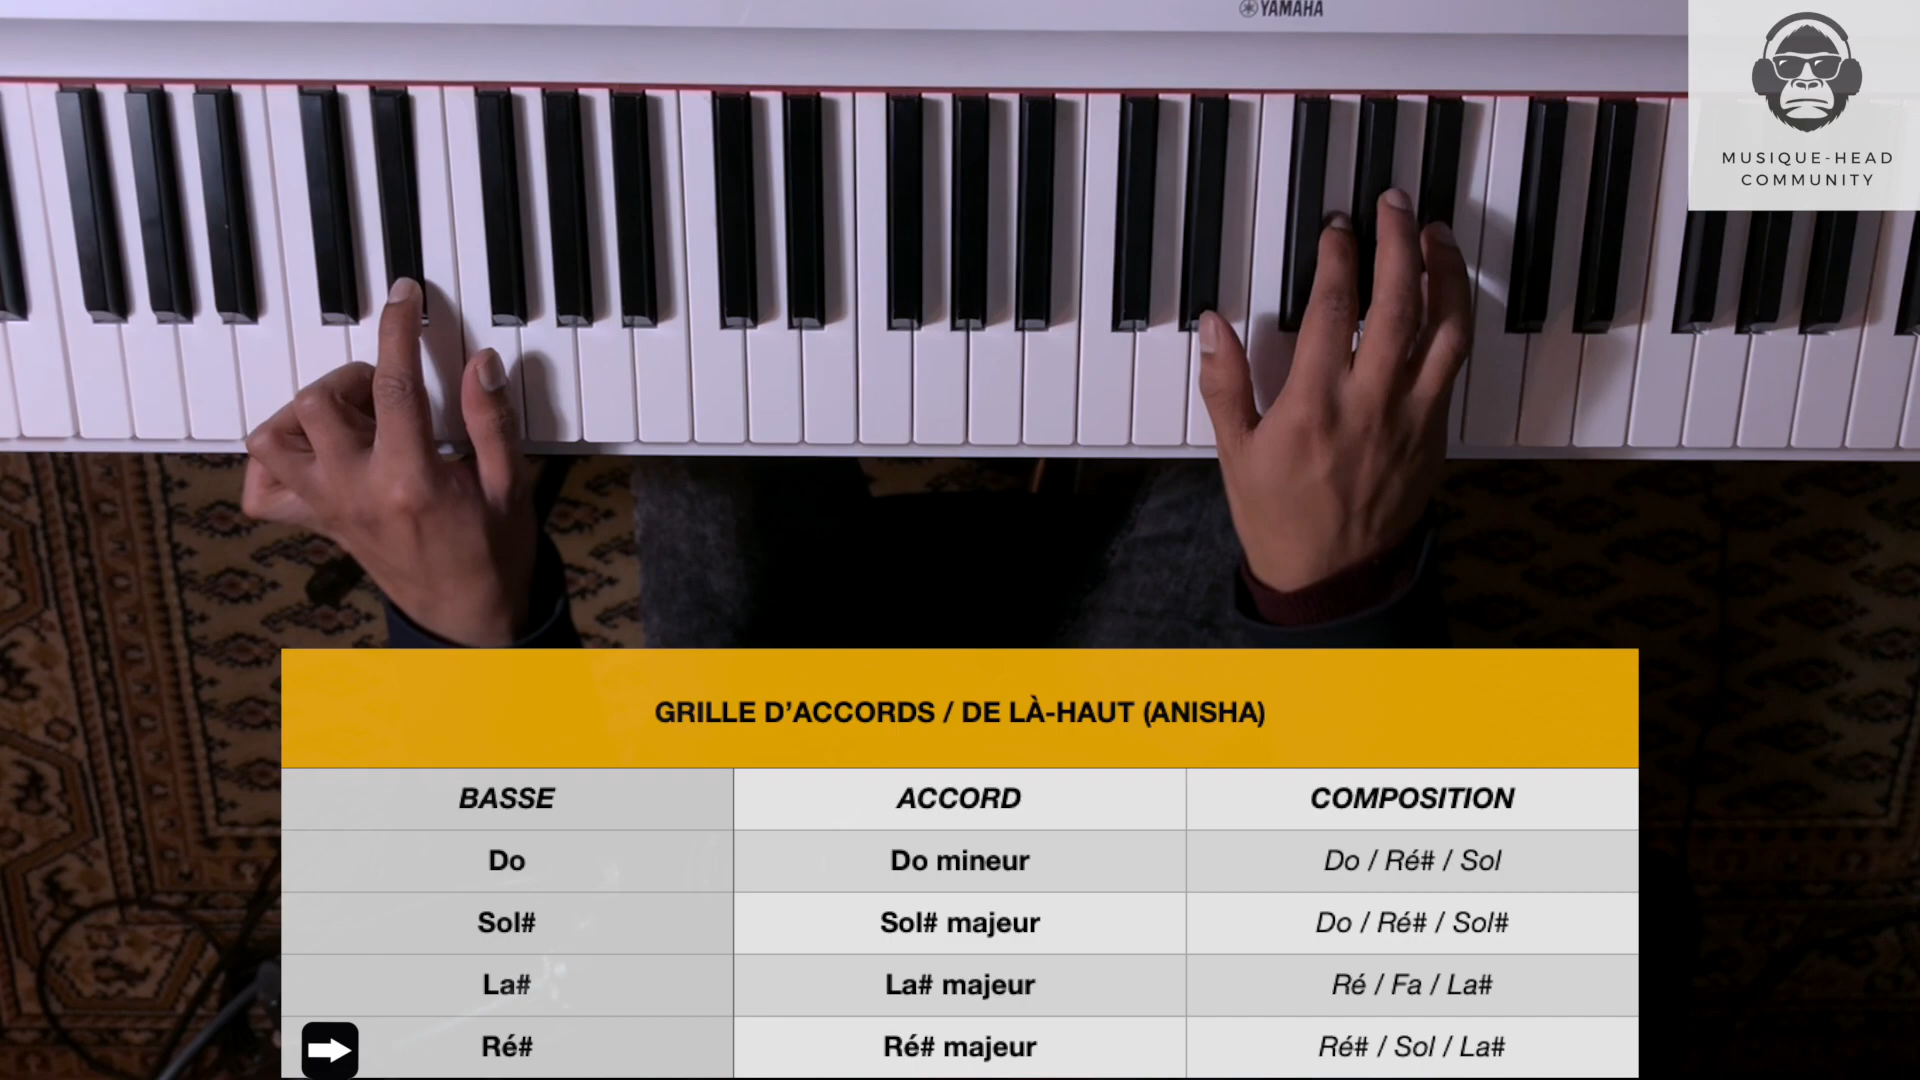 YAMAHA
MUSIQUE-HEAD
COMMUNITY
GRILLE D'ACCORDS / DE LÀ-HAUT (ANISHA)
BASSE ACCORD COMPOSITION
Do Do mineur Do / Ré# / Sol
Sol# Sol# majeur Do / Ré# / Sol#
La# La# majeur Ré / Fa / La#
Ré# Ré# majeur Ré# / Sol / La#